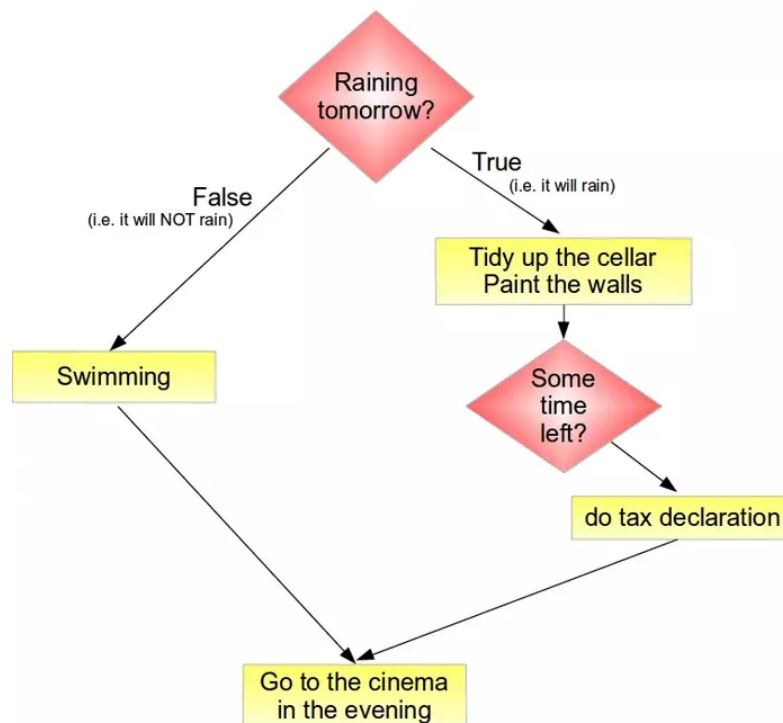 Raining
tomorrow?
True
(i.e. it will rain)
False
(i.e. it will NOT rain)
Tidy up the cellar
Paint the walls
Swimming
Some
time
left?
do tax declaration
Go to the cinema
in the evening